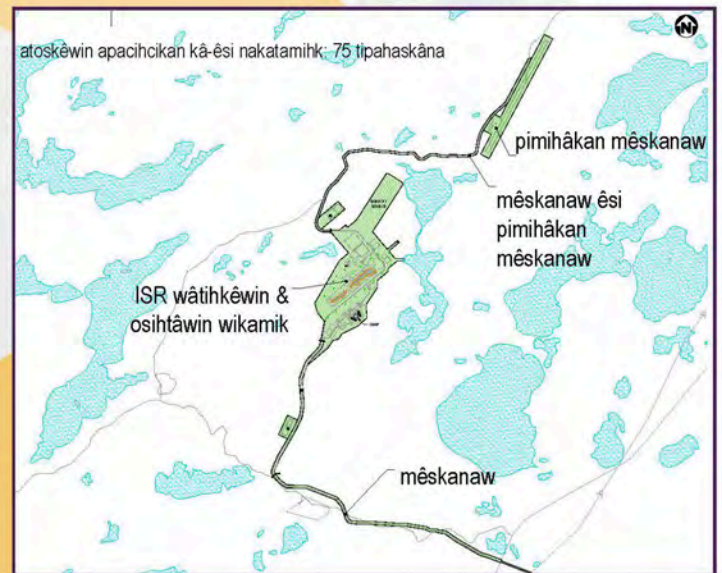 N
atoskêwin apacihcikan kâ-êsi nakatamihk: 75 tipahaskâna
pimihâkan mêskanaw
mêskanaw êsi
pimihâkan
mêskanaw
ISR wâtihkêwin &
osihtâwin wikamik
mêskanaw